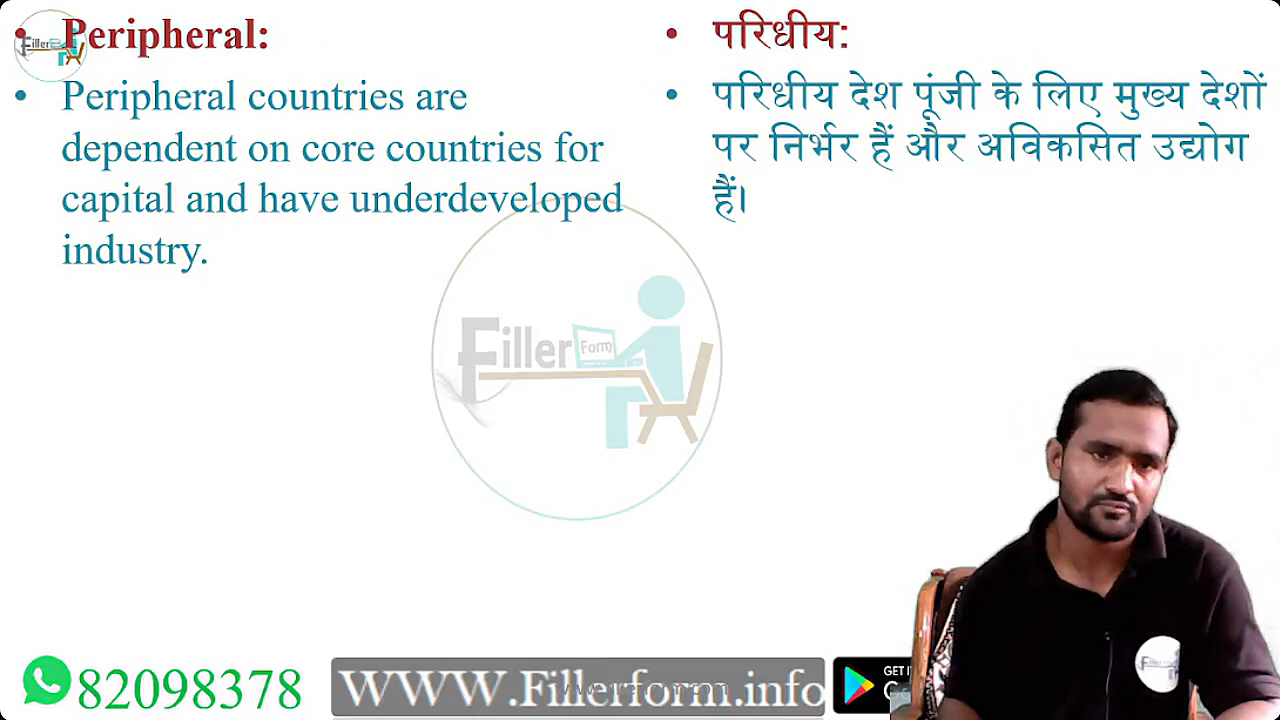 • Peripheral:
• Peripheral countries are
dependent on core countries for
capital and have underdeveloped
industry.
• परिधीय:
• परिधीय देश पूंजी के लिए मुख्य देशों
पर निर्भर हैं और अविकसित उद्योग
हैं।
Filler Form
82098378
WWW.Fillerform.info
GET I